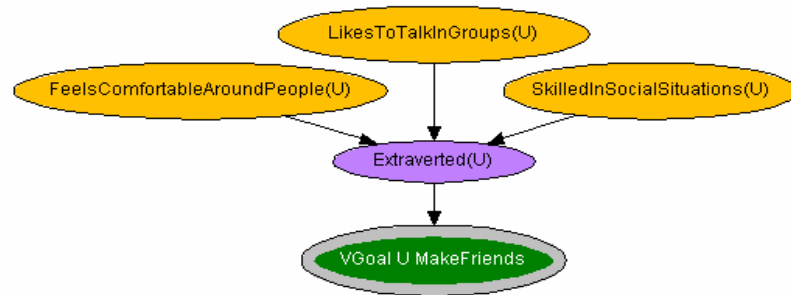 LikesToTalkInGroups(U)
FeelsComfortableAroundPeople(U)
SkilledInSocialSituations(U)
Extraverted(U)
VGoal U MakeFriends